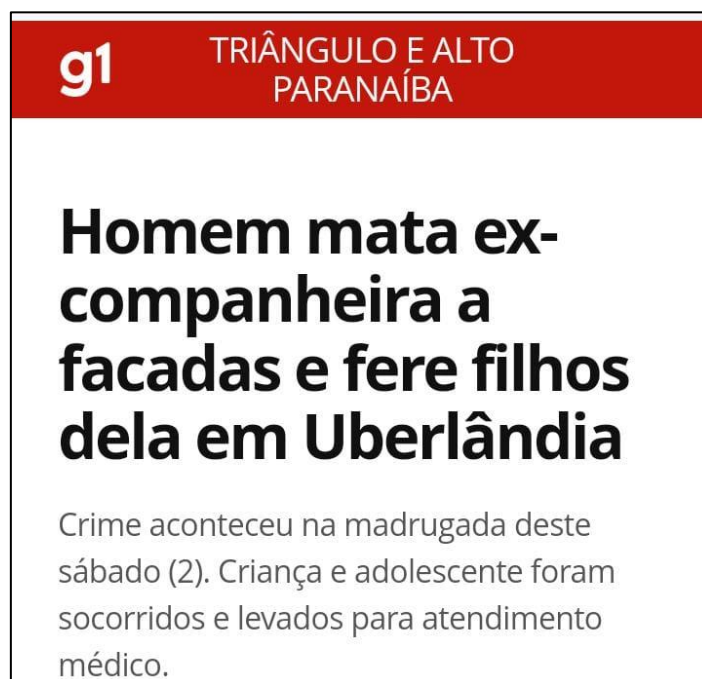 g1
TRIÂNGULO E ALTO
PARANAÍBA
Homem mata ex-
companheira a
facadas e fere filhos
dela em Uberlândia
Crime aconteceu na madrugada deste
sábado (2). Criança e adolescente foram
socorridos e levados para atendimento
médico.